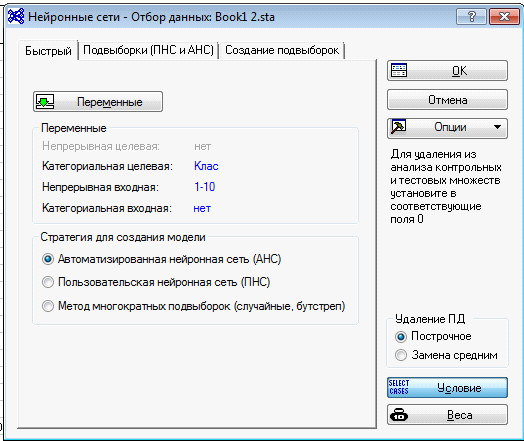 Нейронные сети - Отбор данных: Book1 2.sta
Быстрый
Подвыборки (ПНС и АНС)
Создание подвыборок
Переменные
Переменные
Непрерывная целевая: нет
Категориальная целевая: Клас
Непрерывная входная: 1-10
Категориальная входная: нет
Стратегия для создания модели
Автоматизированная нейронная сеть (АНС)
Пользовательская нейронная сеть (ПНС)
Метод многократных подвыборок (случайные, бутстреп)
OK
Отмена
Опции
Для удаления из
анализа контрольных
и тестовых множеств
установите в
соответствующие
поля 0
Удаление ПД
Построчное
Замена средним
SELECT
CASES
Условие
Веса